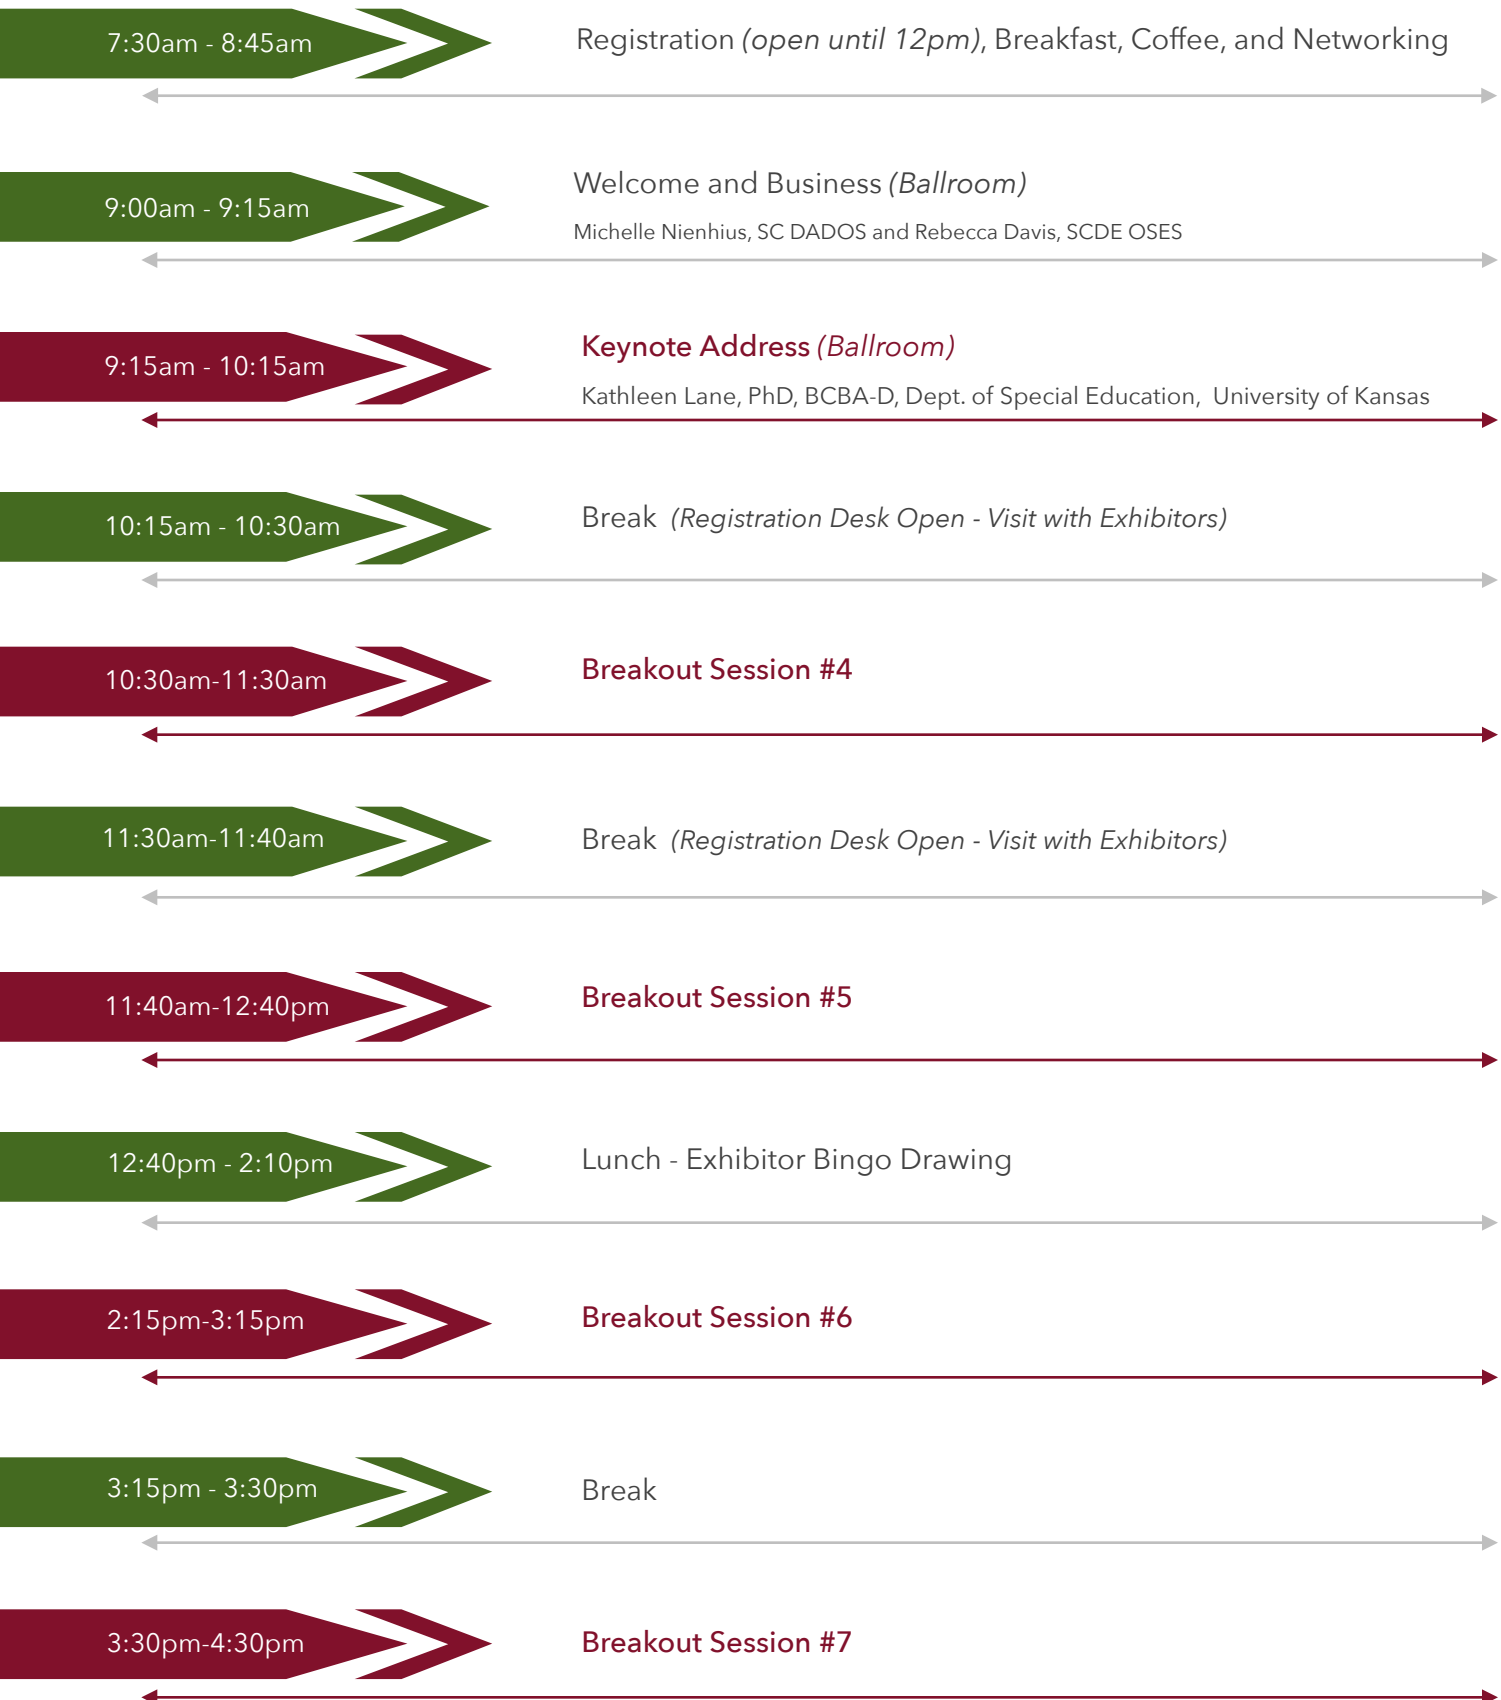 7:30am - 8:45am
Registration (open until 12pm), Breakfast, Coffee, and Networking
9:00am - 9:15am
Welcome and Business (Ballroom)
Michelle Nienhius, SC DADOS and Rebecca Davis, SCDE OSES
9:15am - 10:15am
Keynote Address (Ballroom)
Kathleen Lane, PhD, BCBA-D, Dept. of Special Education,  University of Kansas
10:15am - 10:30am
Break  (Registration Desk Open - Visit with Exhibitors)
10:30am-11:30am
Breakout Session #4
11:30am-11:40am
Break  (Registration Desk Open - Visit with Exhibitors)
11:40am-12:40pm
Breakout Session #5
12:40pm - 2:10pm
Lunch - Exhibitor Bingo Drawing
2:15pm-3:15pm
Breakout Session #6
3:15pm - 3:30pm
Break
3:30pm-4:30pm
Breakout Session #7